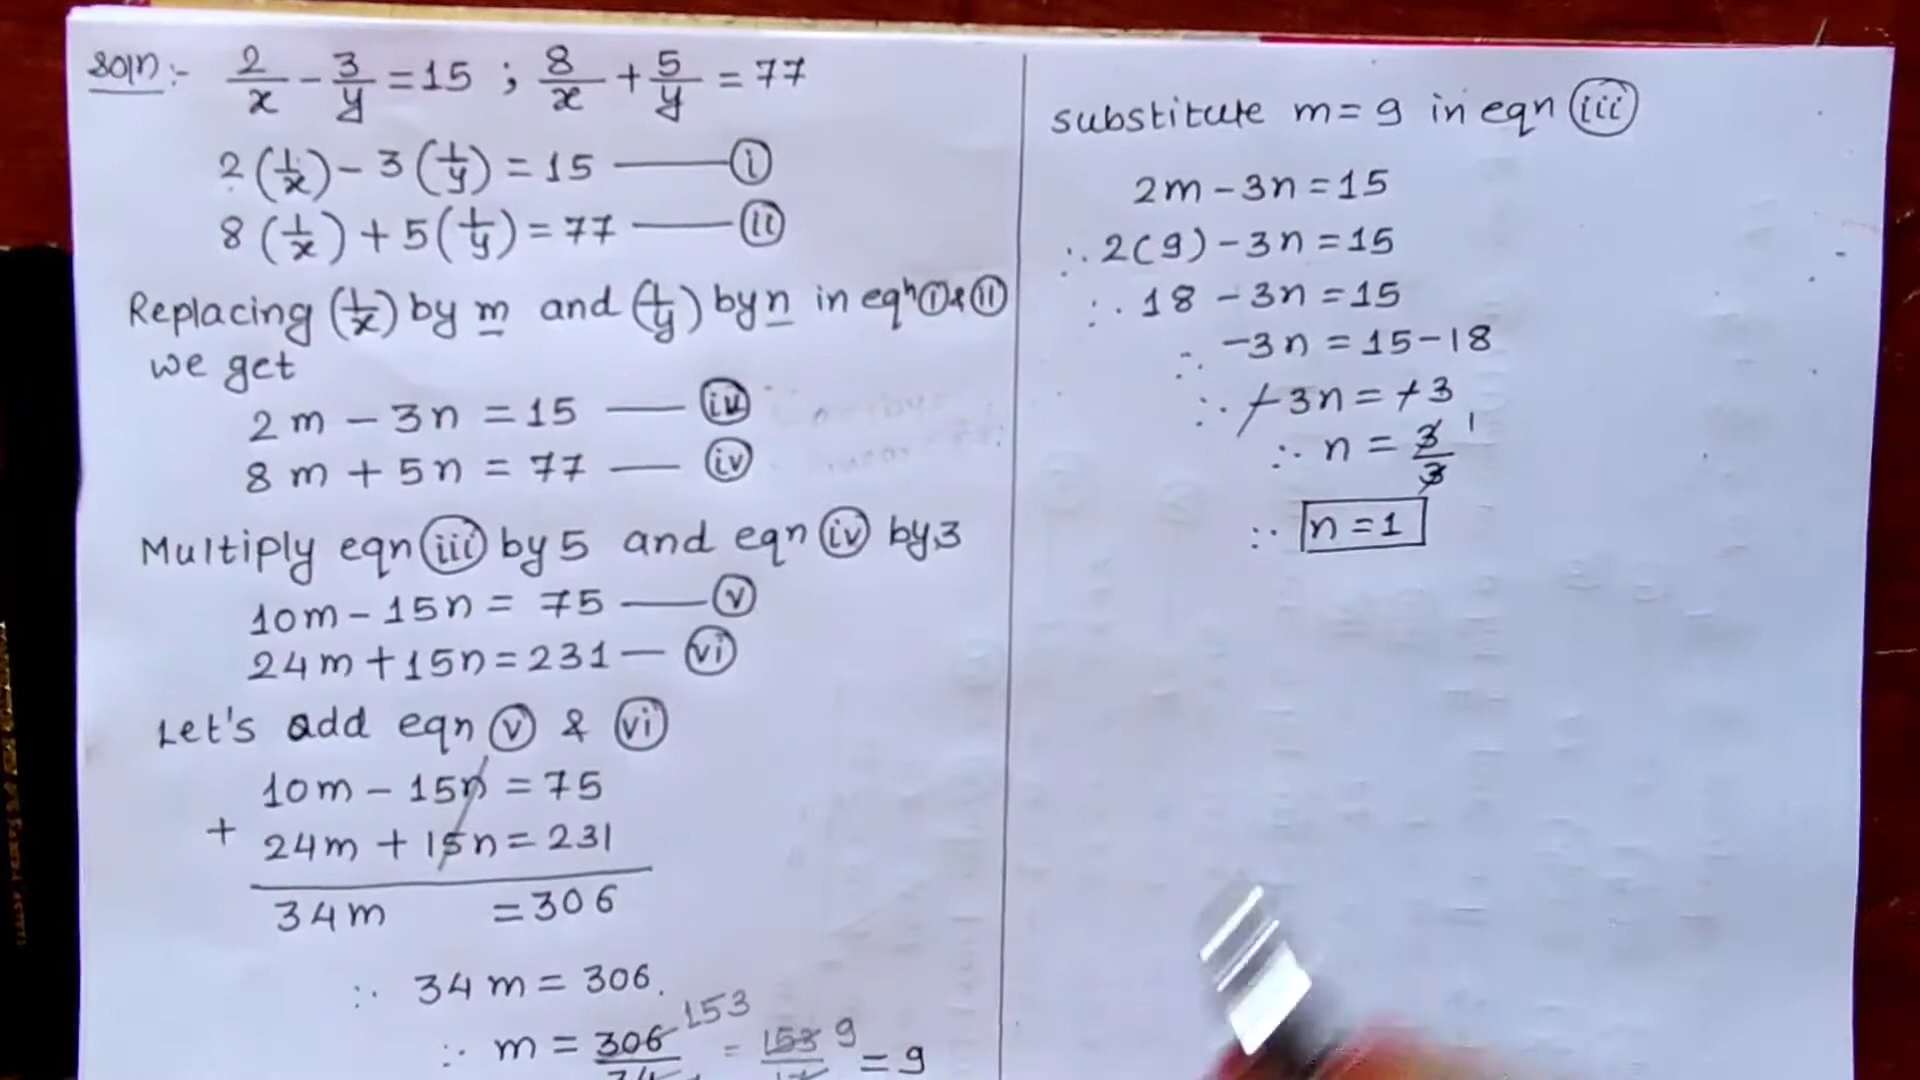 soln:- 2/x - 3/y = 15 ; 8/x + 5/y = 77
2(1/x) - 3(1/y) = 15 —— (i)
8(1/x) + 5(1/y) = 77 —— (ii)
Replacing (1/x) by m and (1/y) by n in eqn (i) & (ii)
we get
2m - 3n = 15 —— (iv)
8m + 5n = 77 —— (iv)
Multiply eqn (iii) by 5 and eqn (iv) by 3
10m - 15n = 75 —— (v)
24m + 15n = 231 — (vi)
Let's add eqn (v) & (vi)
10m - 15n = 75
+ 24m + 15n = 231
34m = 306
∴ 34m = 306.
∴ m = 306/34 153 = 153 9 = 9
substitute m = 9 in eqn (iii)
2m - 3n = 15
∴ 2(9) - 3n = 15
∴ 18 - 3n = 15
∴ -3n = 15 - 18
∴ -3n = -3
∴ n = 3/3 1
∴ n = 1